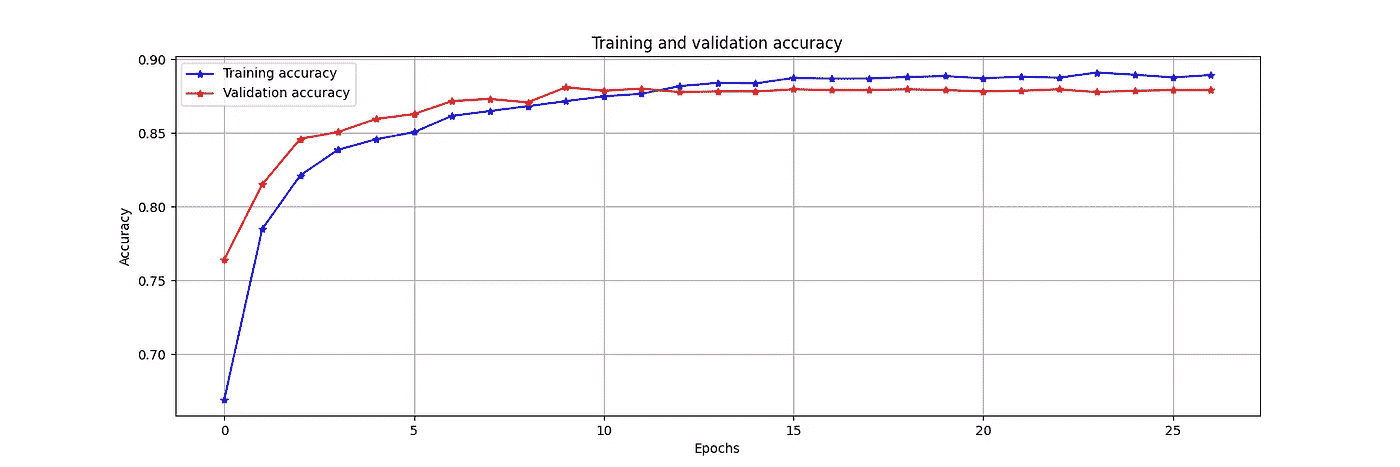 Training and validation accuracy
0.90
Training accuracy
Validation accuracy
0.85
0.80
0.75
0.70
Accuracy
0 5 10 15 20 25
Epochs